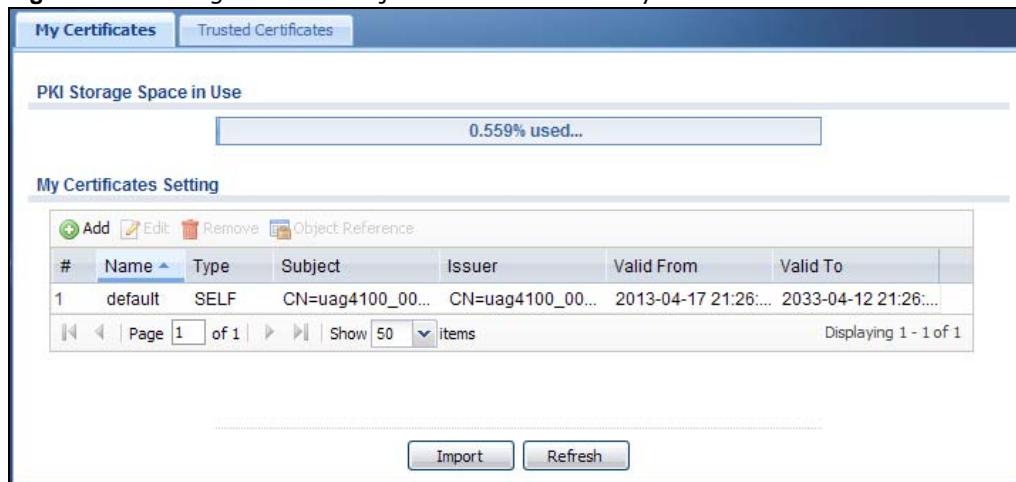 My Certificates Trusted Certificates
PKI Storage Space in Use
0.559% used...
My Certificates Setting
Add Edit Remove Object Reference
# Name Type Subject Issuer Valid From Valid To
1 default SELF CN=uag4100_00... CN=uag4100_00... 2013-04-17 21:26:... 2033-04-12 21:26:...
Page 1 of 1 Show 50 items Displaying 1 - 1 of 1
Import Refresh